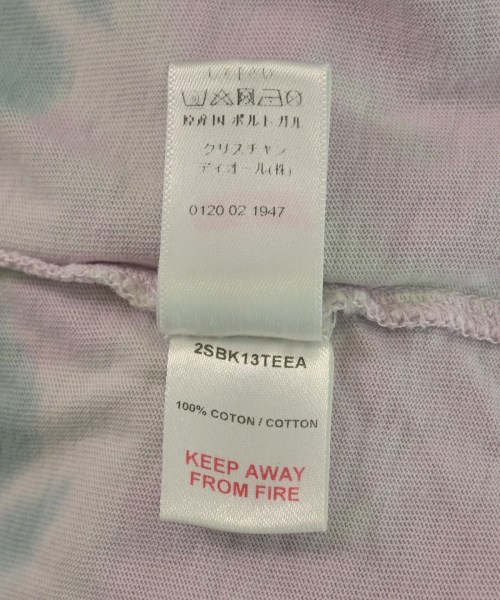 原産国 ポルトガル
クリスチャン
ディオール(株)
0120 02 1947
2SBK13TEEA
100% COTON / COTTON
KEEP AWAY
FROM FIRE